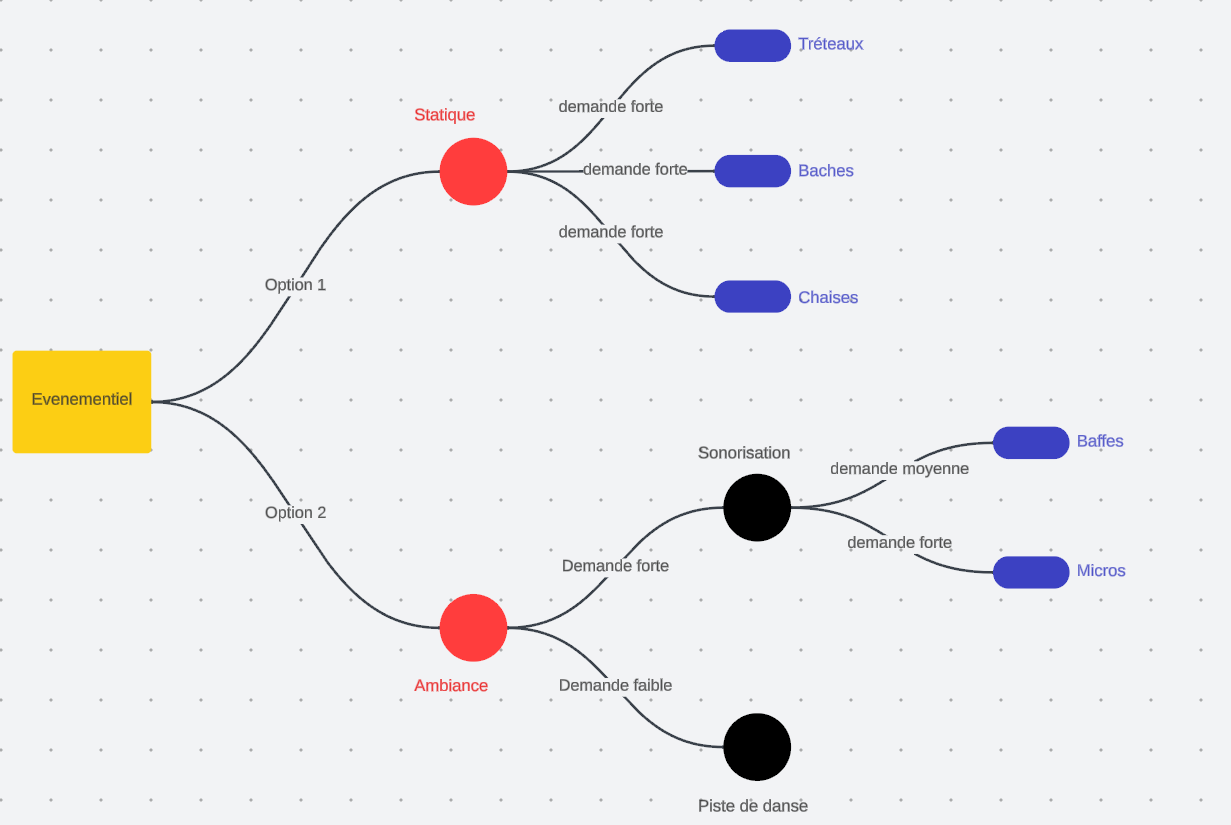 Tréteaux
demande forte
Statique
demande forte
Baches
demande forte
Option 1
Chaises
Evenementiel
Sonorisation
Baffes
demande moyenne
Option 2
demande forte
Demande forte
Micros
Ambiance
Demande faible
Piste de danse